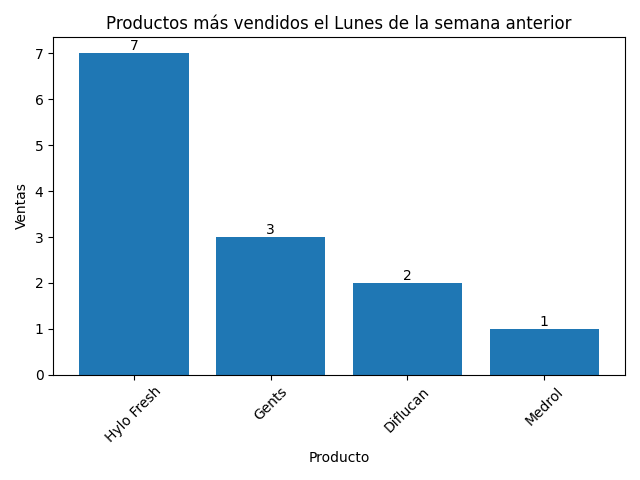 Productos más vendidos el Lunes de la semana anterior
7
3
2
1
Ventas
7
6
5
4
3
2
1
0
Hylo Fresh
Gents
Diflucan
Medrol
Producto